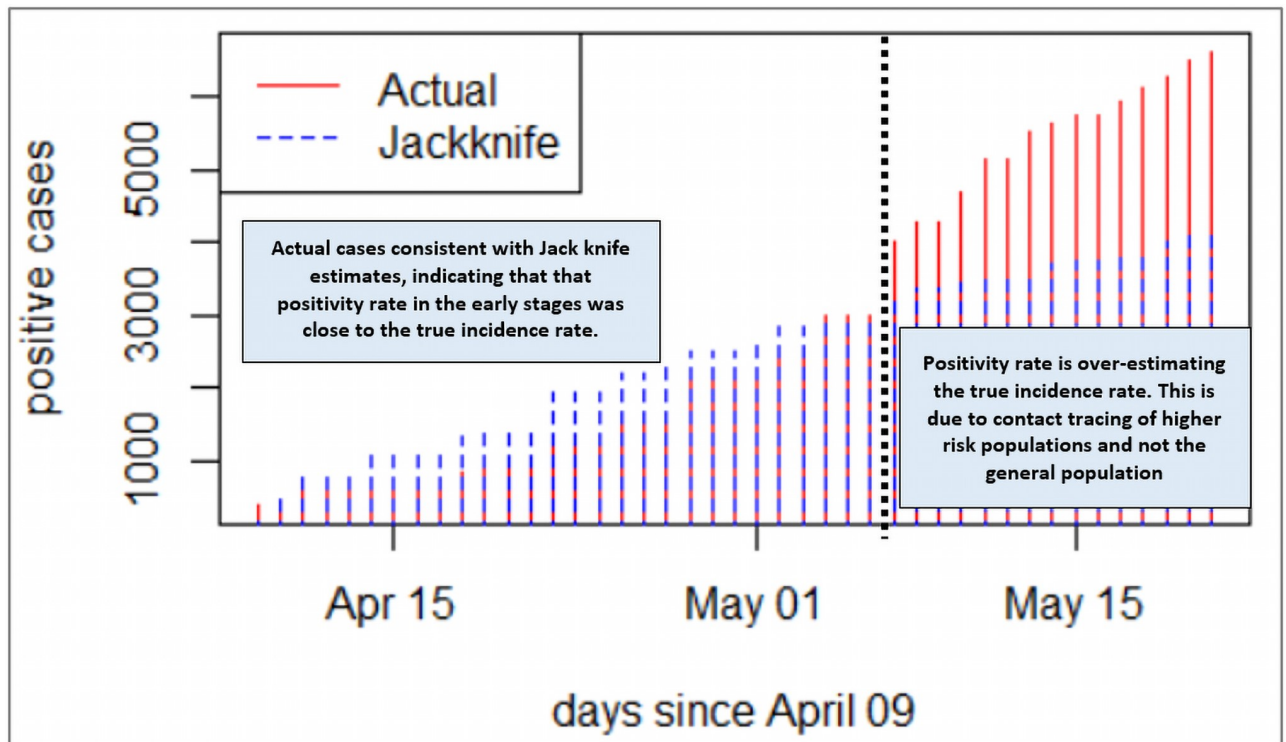 Actual
Jackknife
positive cases
5000
3000
1000
Actual cases consistent with Jack knife
estimates, indicating that that
positivity rate in the early stages was
close to the true incidence rate.
Positivity rate is over-estimating
the true incidence rate. This is
due to contact tracing of higher
risk populations and not the
general population
Apr 15
May 01
May 15
days since April 09